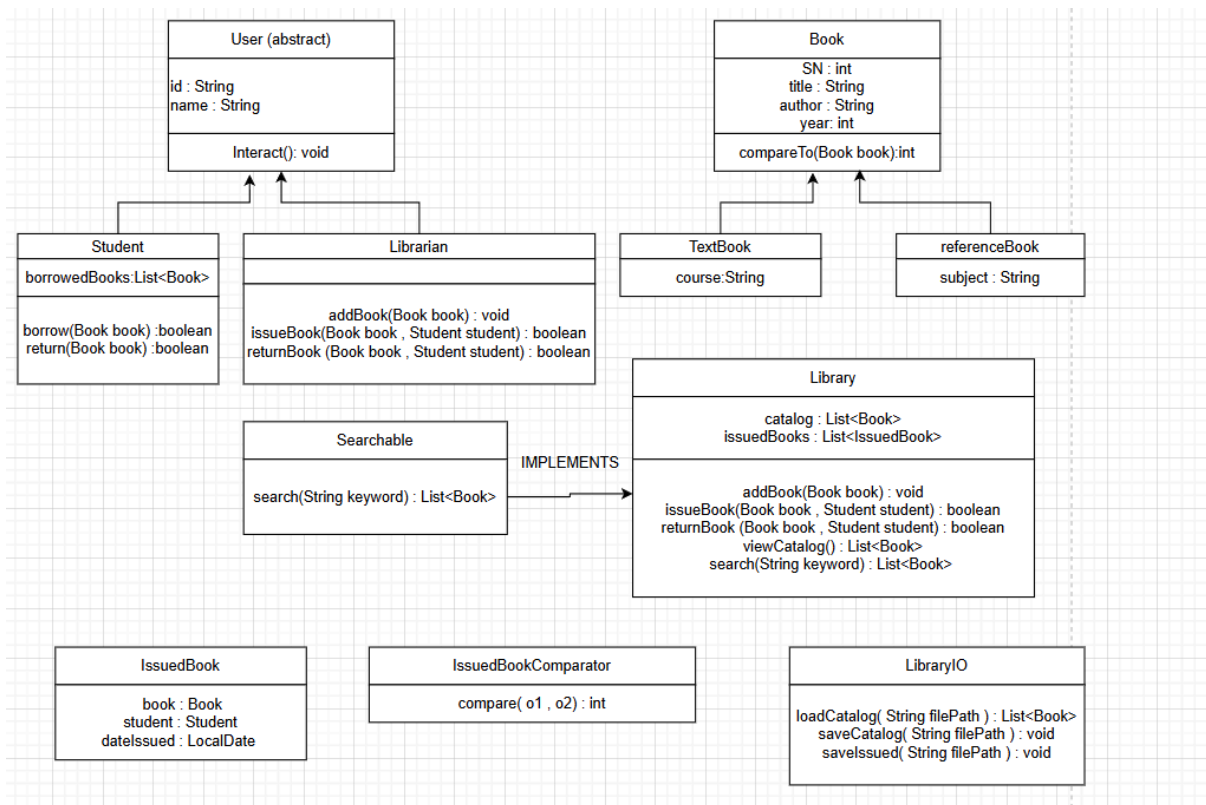 User (abstract)
id : String
name : String
Interact(): void
Book
SN : int
title : String
author : String
year: int
compareTo(Book book):int
Student
borrowedBooks:List<Book>
borrow(Book book) :boolean
return(Book book) :boolean
Librarian
addBook(Book book) : void
issueBook(Book book , Student student) : boolean
returnBook (Book book , Student student) : boolean
TextBook
course:String
referenceBook
subject : String
Searchable
search(String keyword) : List<Book>
IMPLEMENTS
Library
catalog : List<Book>
issuedBooks : List<IssuedBook>
addBook(Book book) : void
issueBook(Book book , Student student) : boolean
returnBook (Book book , Student student) : boolean
viewCatalog() : List<Book>
search(String keyword) : List<Book>
IssuedBook
book : Book
student : Student
dateIssued : LocalDate
IssuedBookComparator
compare( o1 , o2) : int
LibraryIO
loadCatalog( String filePath ) : List<Book>
saveCatalog( String filePath ) : void
saveIssued( String filePath ) : void